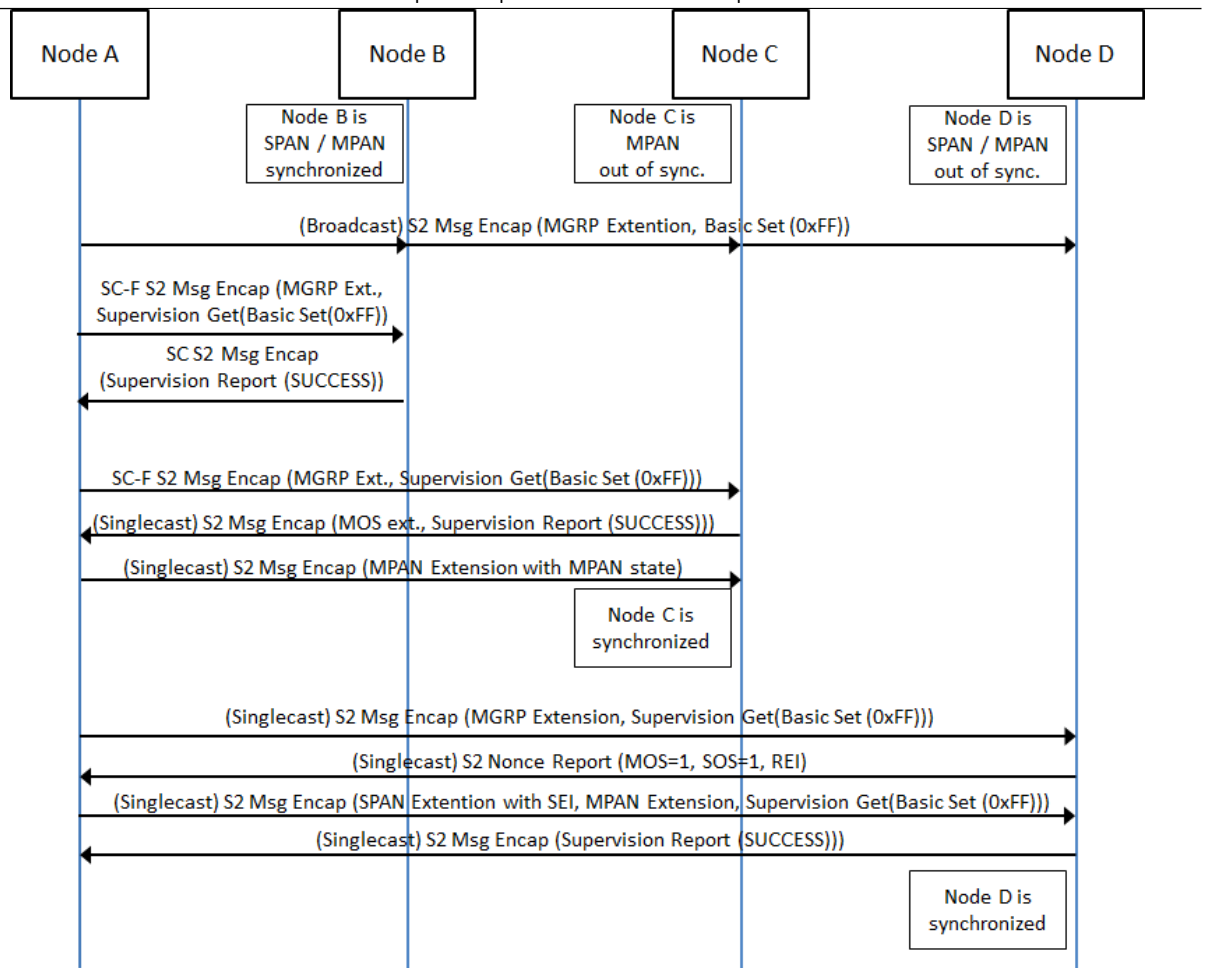 Node A
Node B
Node C
Node D
Node B is
SPAN / MPAN
synchronized
Node C is
MPAN
out of sync.
Node D is
SPAN / MPAN
out of sync.
(Broadcast) S2 Msg Encap (MGRP Extention, Basic Set (0xFF))
SC-F S2 Msg Encap (MGRP Ext.,
Supervision Get(Basic Set(0xFF))
SC S2 Msg Encap
(Supervision Report (SUCCESS))
SC-F S2 Msg Encap (MGRP Ext., Supervision Get(Basic Set (0xFF)))
(Singlecast) S2 Msg Encap (MOS ext., Supervision Report (SUCCESS)))
(Singlecast) S2 Msg Encap (MPAN Extension with MPAN state)
Node C is
synchronized
(Singlecast) S2 Msg Encap (MGRP Extension, Supervision Get(Basic Set (0xFF)))
(Singlecast) S2 Nonce Report (MOS=1, SOS=1, REI)
(Singlecast) S2 Msg Encap (SPAN Extention with SEI, MPAN Extension, Supervision Get(Basic Set (0xFF)))
(Singlecast) S2 Msg Encap (Supervision Report (SUCCESS)))
Node D is
synchronized